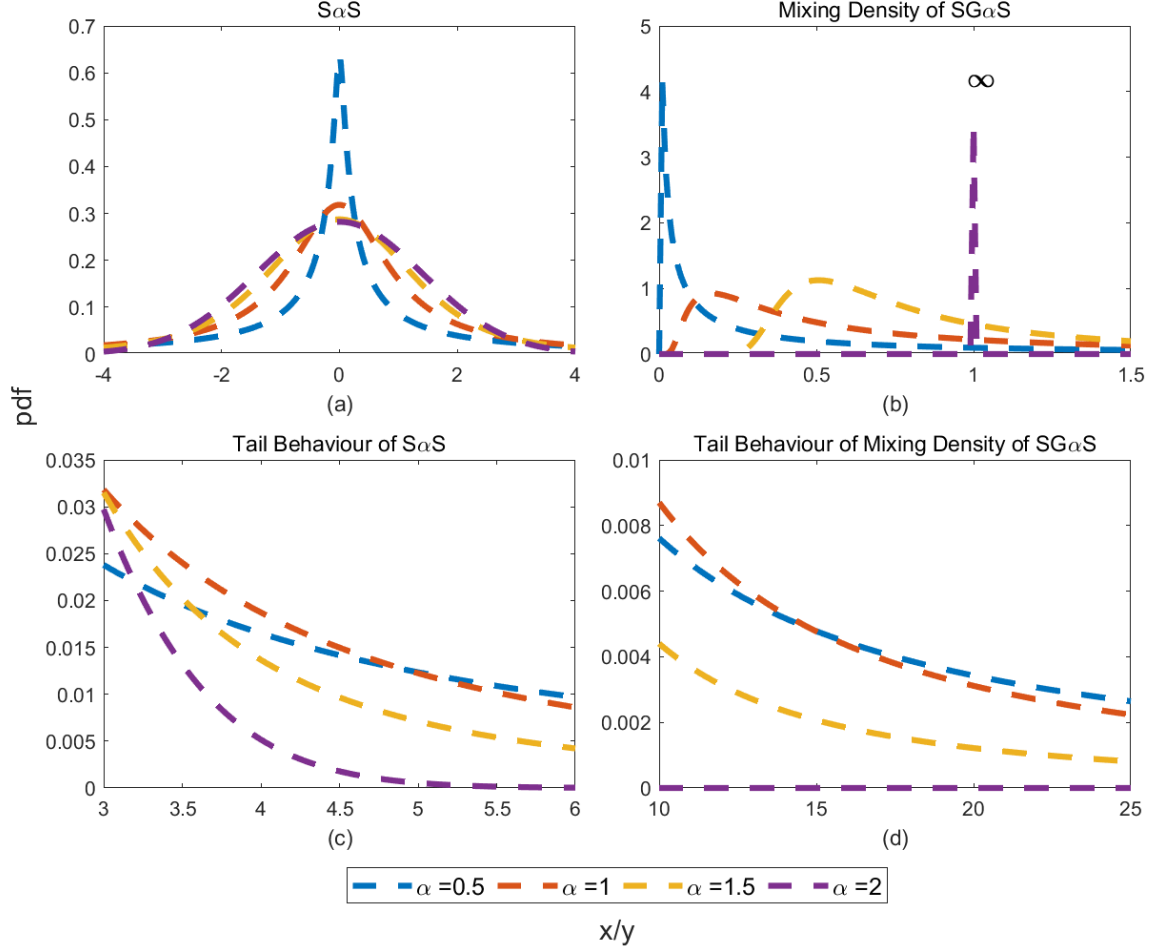 SαS
0.7
0.6
0.5
0.4
0.3
0.2
0.1
0
-4 -2 0 2 4
(a)
Mixing Density of SGαS
5
4
3
2
1
0
∞
0 0.5 1 1.5
(b)
pdf
Tail Behaviour of SαS
0.035
0.03
0.025
0.02
0.015
0.01
0.005
0
3 3.5 4 4.5 5 5.5 6
(c)
Tail Behaviour of Mixing Density of SGαS
0.01
0.008
0.006
0.004
0.002
0
10 15 20 25
(d)
α =0.5 α =1 α =1.5 α =2
x/y